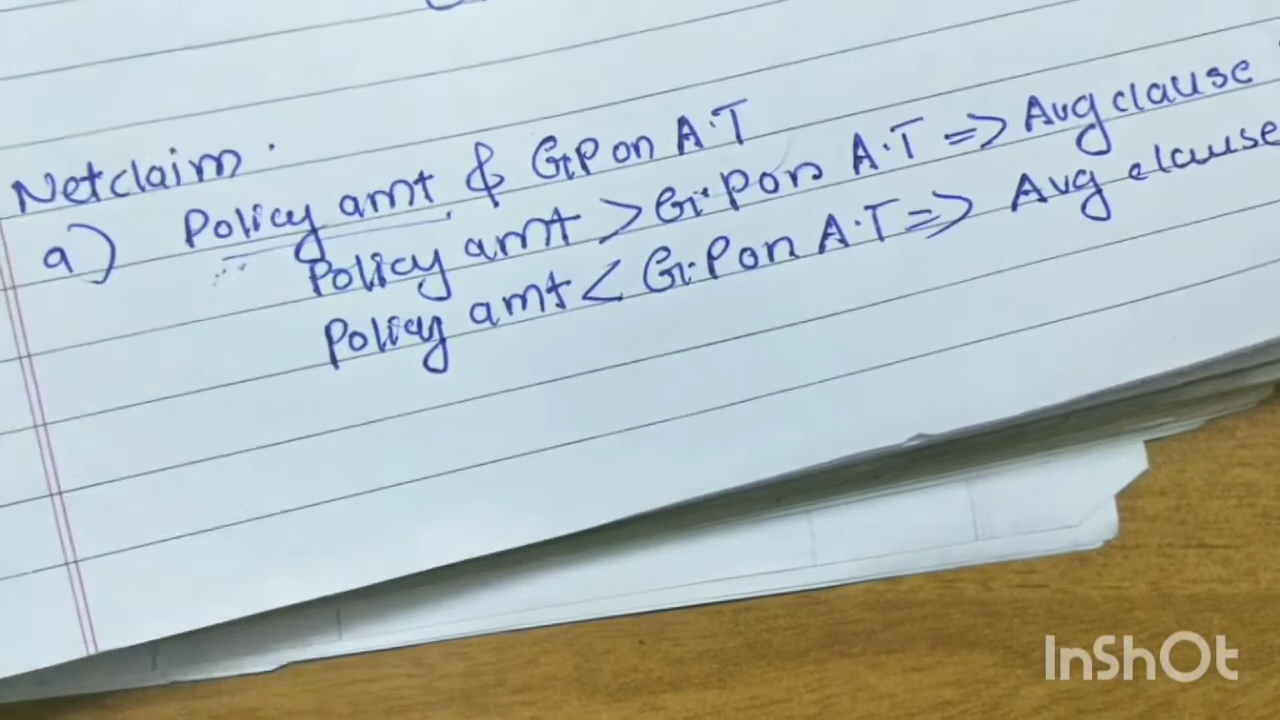 Netclaim.
a) Policy amt & GP on A.T
Policy amt > G.P on A.T => Avg clause
Policy amt < G.P on A.T => Avg clause
InShOt